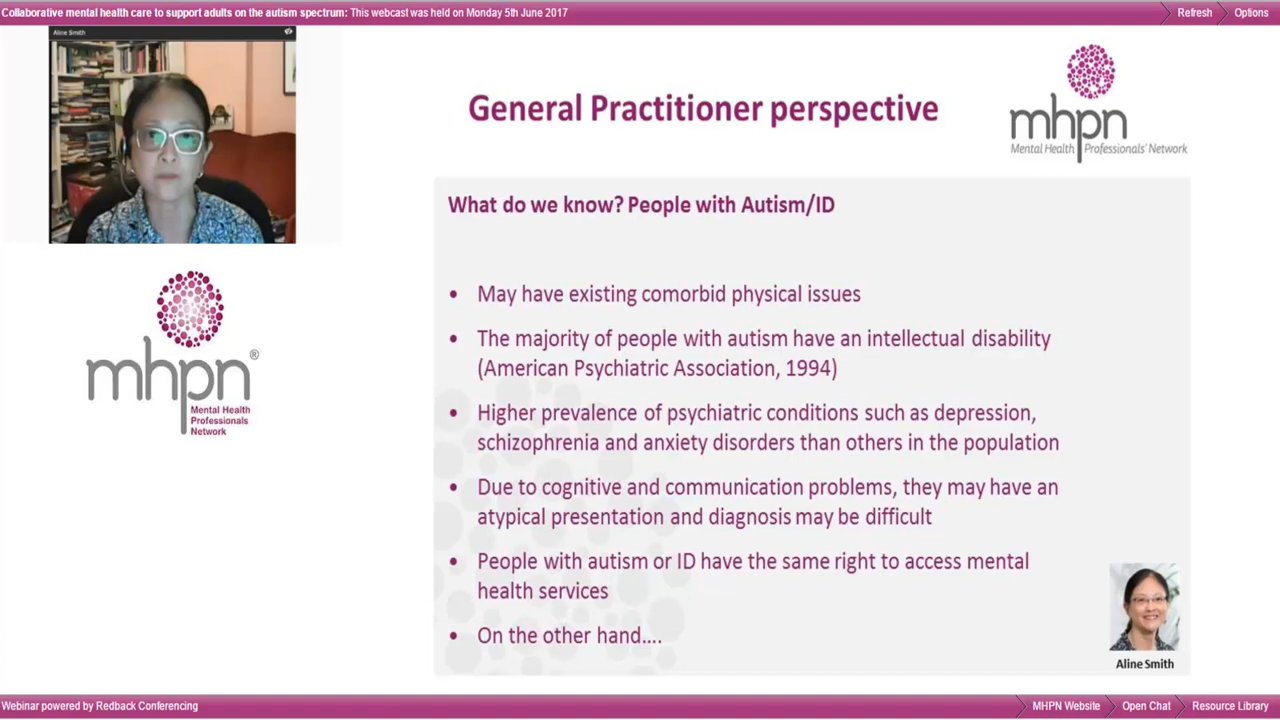 Collaborative mental health care to support adults on the autism spectrum: This webcast was held on Monday 5th June 2017
Refresh
Options
Aline Smith
General Practitioner perspective
mhpn
Mental Health Professionals' Network
What do we know? People with Autism/ID
• May have existing comorbid physical issues
• The majority of people with autism have an intellectual disability
(American Psychiatric Association, 1994)
• Higher prevalence of psychiatric conditions such as depression,
schizophrenia and anxiety disorders than others in the population
• Due to cognitive and communication problems, they may have an
atypical presentation and diagnosis may be difficult
• People with autism or ID have the same right to access mental
health services
• On the other hand....
mhpn®
Mental Health
Professionals
Network
Aline Smith
Webinar powered by Redback Conferencing
MHPN Website
Open Chat
Resource Library